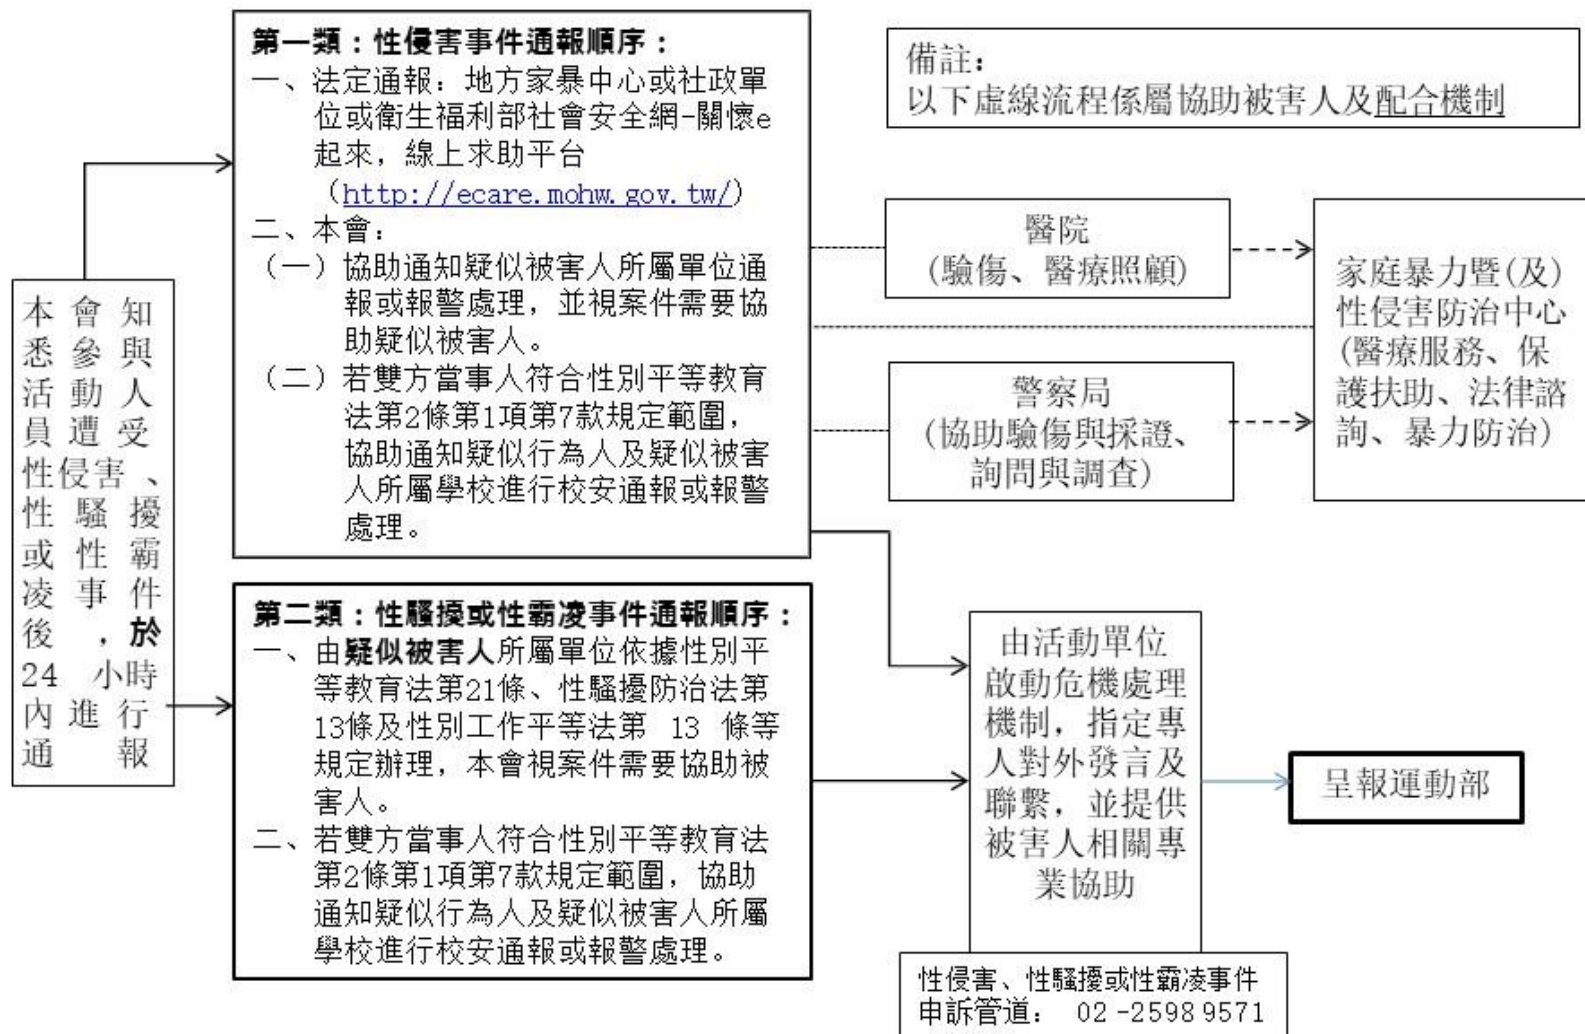 本會知
悉參與
活動人
員遭受
性侵害、
性騷擾
或性霸
凌事件
後，於
24 小時
內進行
通報
第一類：性侵害事件通報順序：
一、法定通報：地方家暴中心或社政單
位或衛生福利部社會安全網-關懷e
起來，線上求助平台
（http://ecare.mohw.gov.tw/）
二、本會：
（一）協助通知疑似被害人所屬單位通
報或報警處理，並視案件需要協
助疑似被害人。
（二）若雙方當事人符合性別平等教育
法第2條第1項第7款規定範圍，
協助通知疑似行為人及疑似被害
人所屬學校進行校安通報或報警
處理。
第二類：性騷擾或性霸凌事件通報順序：
一、由疑似被害人所屬單位依據性別平
等教育法第21條、性騷擾防治法第
13條及性別工作平等法第 13 條等
規定辦理，本會視案件需要協助被
害人。
二、若雙方當事人符合性別平等教育法
第2條第1項第7款規定範圍，協助
通知疑似行為人及疑似被害人所屬
學校進行校安通報或報警處理。
備註：
以下虛線流程係屬協助被害人及配合機制
醫院
(驗傷、醫療照顧)
警察局
(協助驗傷與採證、
詢問與調查)
家庭暴力暨(及)
性侵害防治中心
(醫療服務、保
護扶助、法律諮
詢、暴力防治)
由活動單位
啟動危機處理
機制，指定專
人對外發言及
聯繫，並提供
被害人相關專
業協助
呈報運動部
性侵害、性騷擾或性霸凌事件
申訴管道： 02-25989571